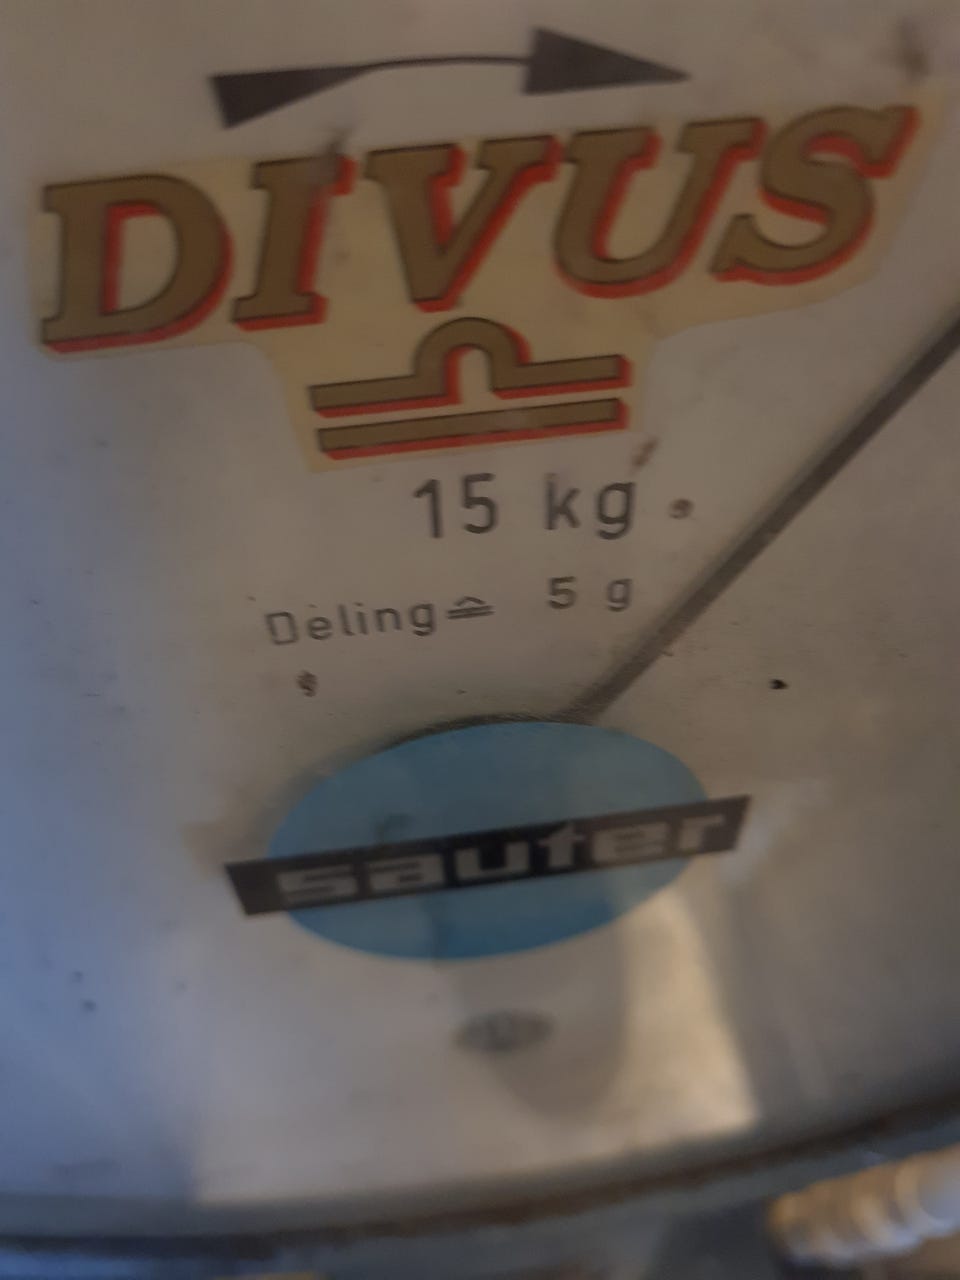 DIVUS
15 kg
Deling ≙ 5 g
sauter